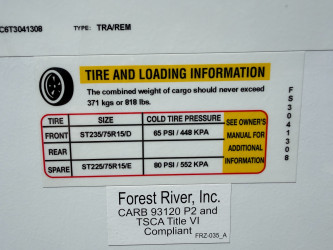 C6T3041308 TYPE: TRA/REM
TIRE AND LOADING INFORMATION
The combined weight of cargo should never exceed
371 kgs or 818 lbs.
TIRE SIZE COLD TIRE PRESSURE
FRONT ST235/75R15/D 65 PSI / 448 KPA
REAR
SPARE ST225/75R15/E 80 PSI / 552 KPA
SEE OWNER'S
MANUAL FOR
ADDITIONAL
INFORMATION
FS3041308
Forest River, Inc.
CARB 93120 P2 and
TSCA Title VI
Compliant
FRZ-035_A